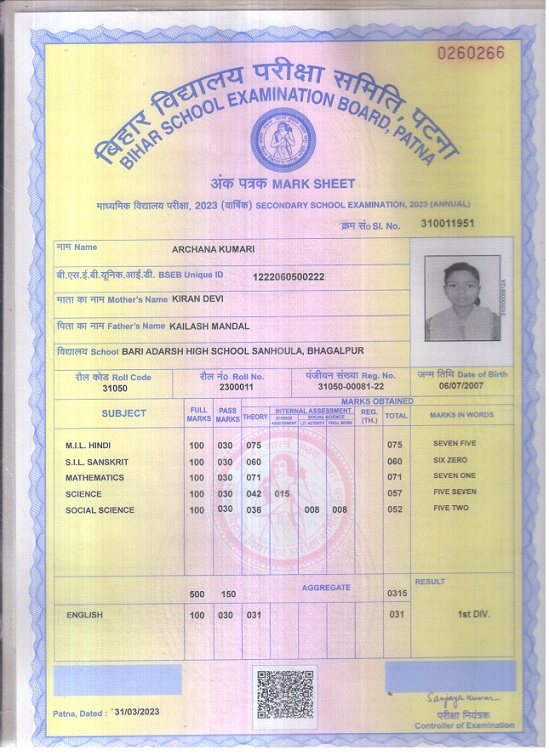 0260266
बिहार विद्यालय परीक्षा समिति, पटना
BIHAR SCHOOL EXAMINATION BOARD, PATNA
अंक पत्रक MARK SHEET
माध्यमिक विद्यालय परीक्षा, 2023 (वार्षिक) SECONDARY SCHOOL EXAMINATION, 2023 (ANNUAL)
क्रम सं० Sl. No. 310011951
नाम Name ARCHANA KUMARI
बी.एस.ई.बी.यूनिक.आई.डी. BSEB Unique ID 1222060500222
माता का नाम Mother's Name KIRAN DEVI
पिता का नाम Father's Name KAILASH MANDAL
विद्यालय School BARI ADARSH HIGH SCHOOL SANHOULA, BHAGALPUR
रौल कोड Roll Code रौल नं० Roll No. पंजीयन संख्या Reg. No. जन्म तिथि Date of Birth
31050 2300011 31050-00081-22 06/07/2007
MARKS OBTAINED
SUBJECT FULL MARKS PASS MARKS THEORY INTERNAL ASSESSMENT SCIENCE ASSESSMENT SOCIAL SCIENCE LIT. ACTIVITY PROJ. WORK REG. (TH.) TOTAL MARKS IN WORDS
M.I.L. HINDI 100 030 075 075 SEVEN FIVE
S.I.L. SANSKRIT 100 030 060 060 SIX ZERO
MATHEMATICS 100 030 071 071 SEVEN ONE
SCIENCE 100 030 042 015 057 FIVE SEVEN
SOCIAL SCIENCE 100 030 036 008 008 052 FIVE TWO
500 150 AGGREGATE 0315 RESULT
ENGLISH 100 030 031 031 1st DIV.
Patna, Dated : 31/03/2023
Sanjay Kumar
परीक्षा नियंत्रक
Controller of Examination